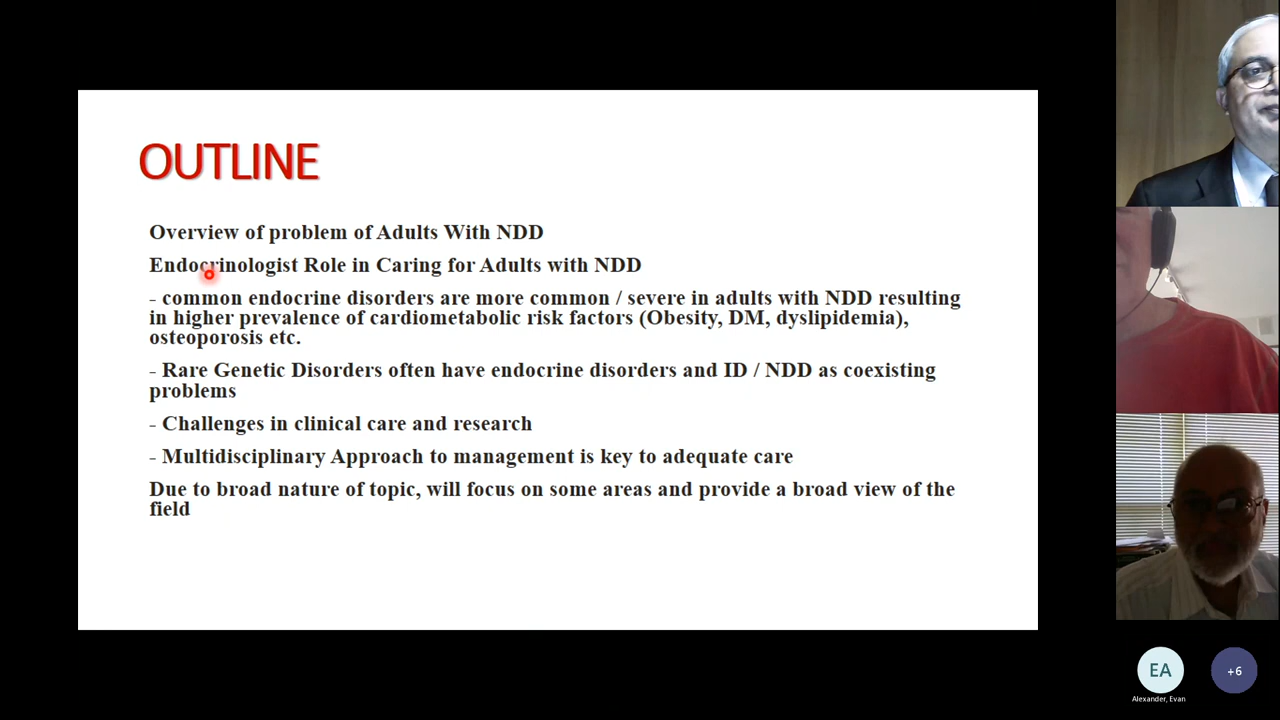 OUTLINE
Overview of problem of Adults With NDD
Endocrinologist Role in Caring for Adults with NDD
- common endocrine disorders are more common / severe in adults with NDD resulting
in higher prevalence of cardiometabolic risk factors (Obesity, DM, dyslipidemia),
osteoporosis etc.
- Rare Genetic Disorders often have endocrine disorders and ID / NDD as coexisting
problems
- Challenges in clinical care and research
- Multidisciplinary Approach to management is key to adequate care
Due to broad nature of topic, will focus on some areas and provide a broad view of the
field
EA
+6
Alexander, Evan